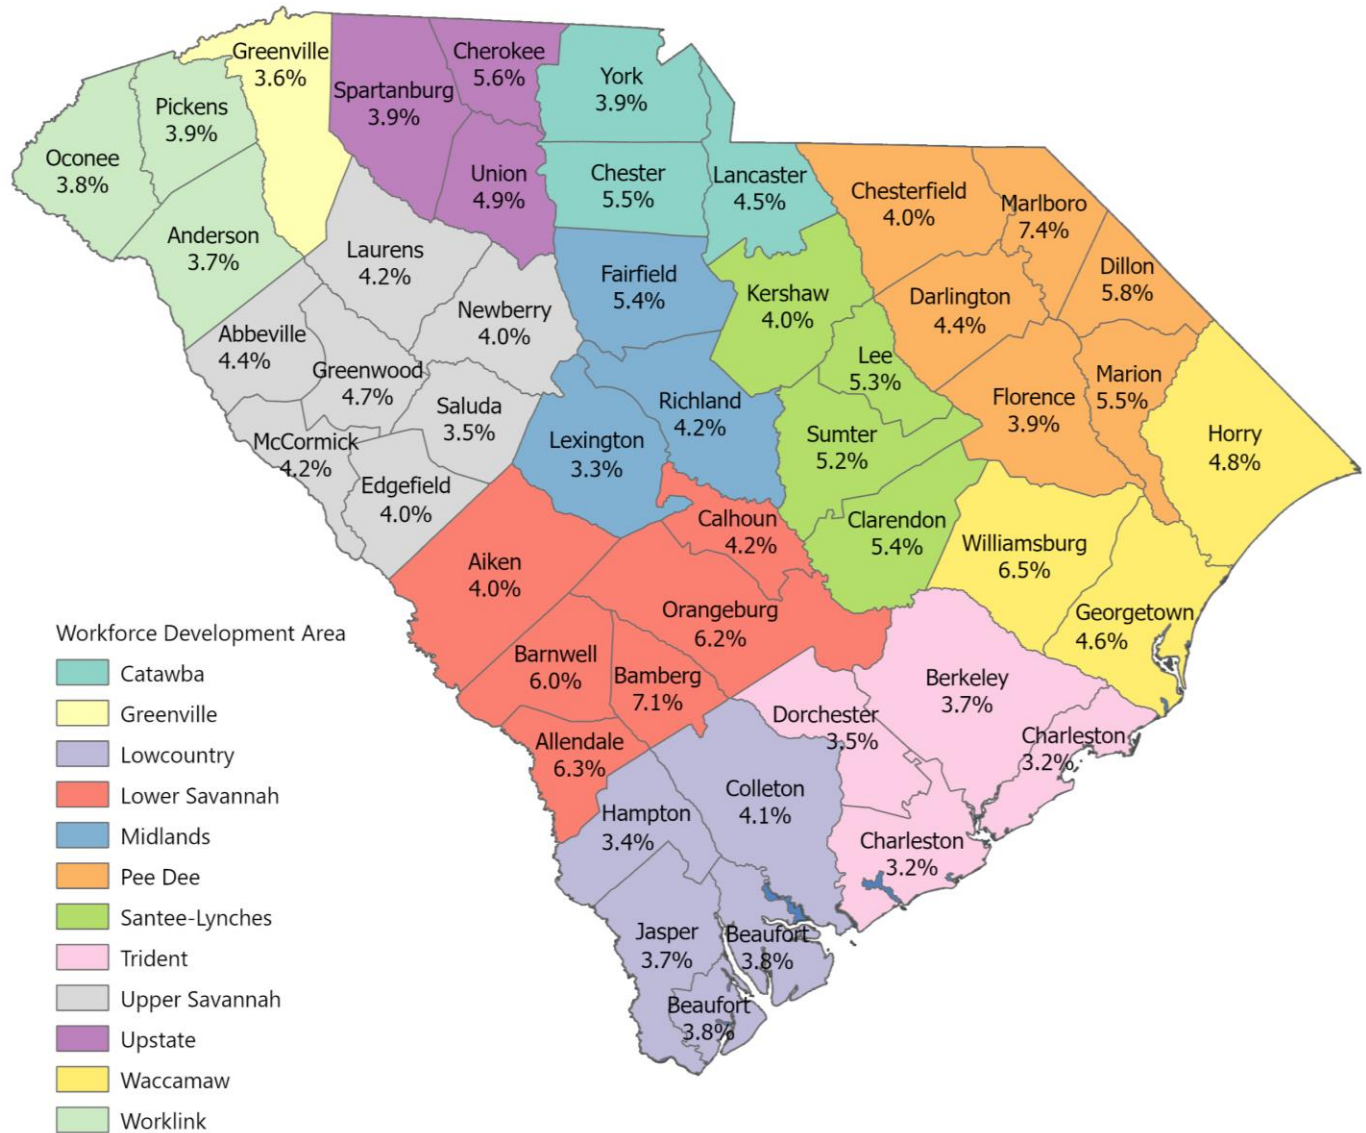 Greenville
3.6%
Cherokee
5.6%
York
3.9%
Spartanburg
3.9%
Pickens
3.9%
Oconee
3.8%
Union
4.9%
Chester
5.5%
Lancaster
4.5%
Chesterfield
4.0%
Marlboro
7.4%
Anderson
3.7%
Laurens
4.2%
Fairfield
5.4%
Kershaw
4.0%
Darlington
4.4%
Dillon
5.8%
Newberry
4.0%
Abbeville
4.4%
Greenwood
4.7%
Lee
5.3%
Marion
5.5%
Saluda
3.5%
Richland
4.2%
Florence
3.9%
McCormick
4.2%
Lexington
3.3%
Sumter
5.2%
Horry
4.8%
Edgefield
4.0%
Calhoun
4.2%
Clarendon
5.4%
Williamsburg
6.5%
Aiken
4.0%
Orangeburg
6.2%
Georgetown
4.6%
Barnwell
6.0%
Bamberg
7.1%
Berkeley
3.7%
Dorchester
3.5%
Charleston
3.2%
Allendale
6.3%
Colleton
4.1%
Hampton
3.4%
Charleston
3.2%
Jasper
3.7%
Beaufort
3.8%
Beaufort
3.8%
Workforce Development Area
Catawba
Greenville
Lowcountry
Lower Savannah
Midlands
Pee Dee
Santee-Lynches
Trident
Upper Savannah
Upstate
Waccamaw
Worklink